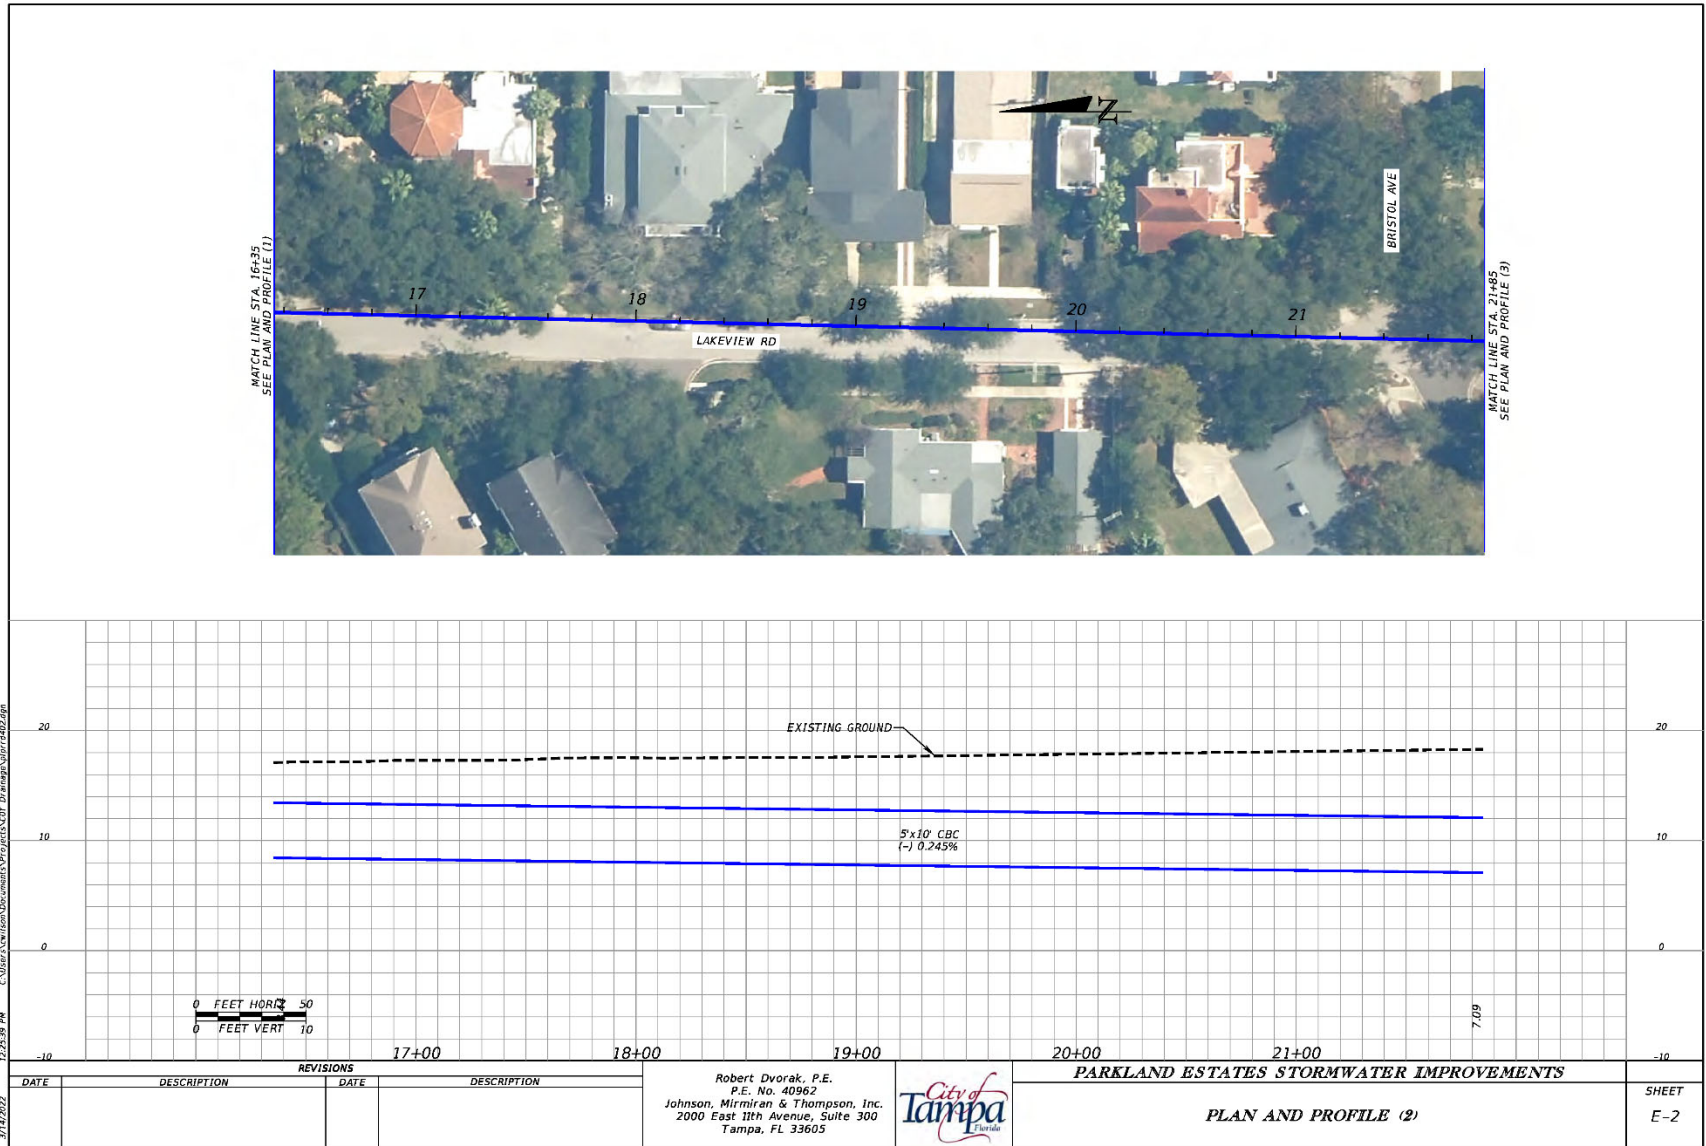 N
BRISTOL AVE
MATCH LINE STA. 16+35
SEE PLAN AND PROFILE (1)
17
18
19
20
21
LAKEVIEW RD
MATCH LINE STA. 21+85
SEE PLAN AND PROFILE (3)
20
20
EXISTING GROUND
10
10
5'x10' CBC
(-) 0.245%
0
0
0 FEET HORIZ 50
0 FEET VERT 10
7.09
-10
-10
17+00
18+00
19+00
20+00
21+00
12:25:39 PM
3/14/2022
REVISIONS
DATE DESCRIPTION DATE DESCRIPTION
Robert Dvorak, P.E.
P.E. No. 40962
Johnson, Mirmiran & Thompson, Inc.
2000 East 11th Avenue, Suite 300
Tampa, FL 33605
City of
Tampa
Florida
PARKLAND ESTATES STORMWATER IMPROVEMENTS
PLAN AND PROFILE (2)
SHEET
E-2